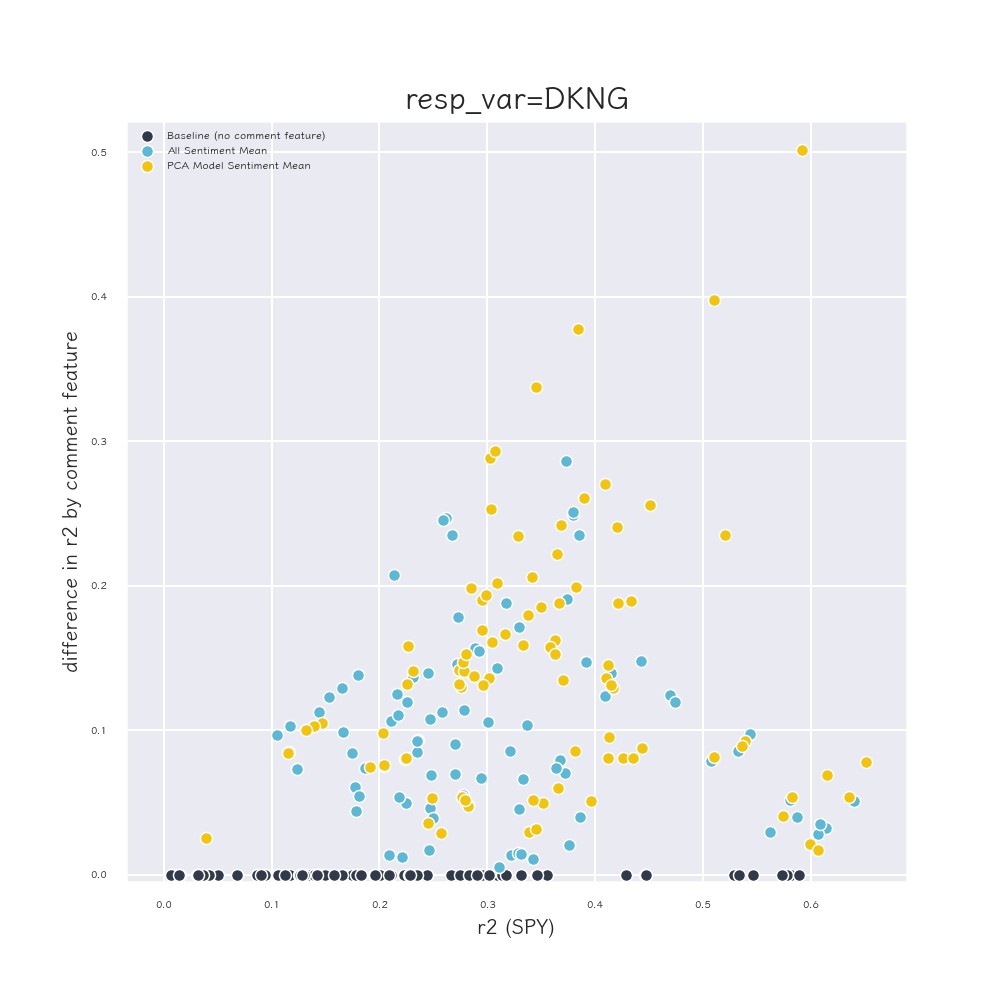 resp_var=DKNG
Baseline (no comment feature)
All Sentiment Mean
PCA Model Sentiment Mean
difference in r2 by comment feature
0.5
0.4
0.3
0.2
0.1
0.0
0.0 0.1 0.2 0.3 0.4 0.5 0.6
r2 (SPY)